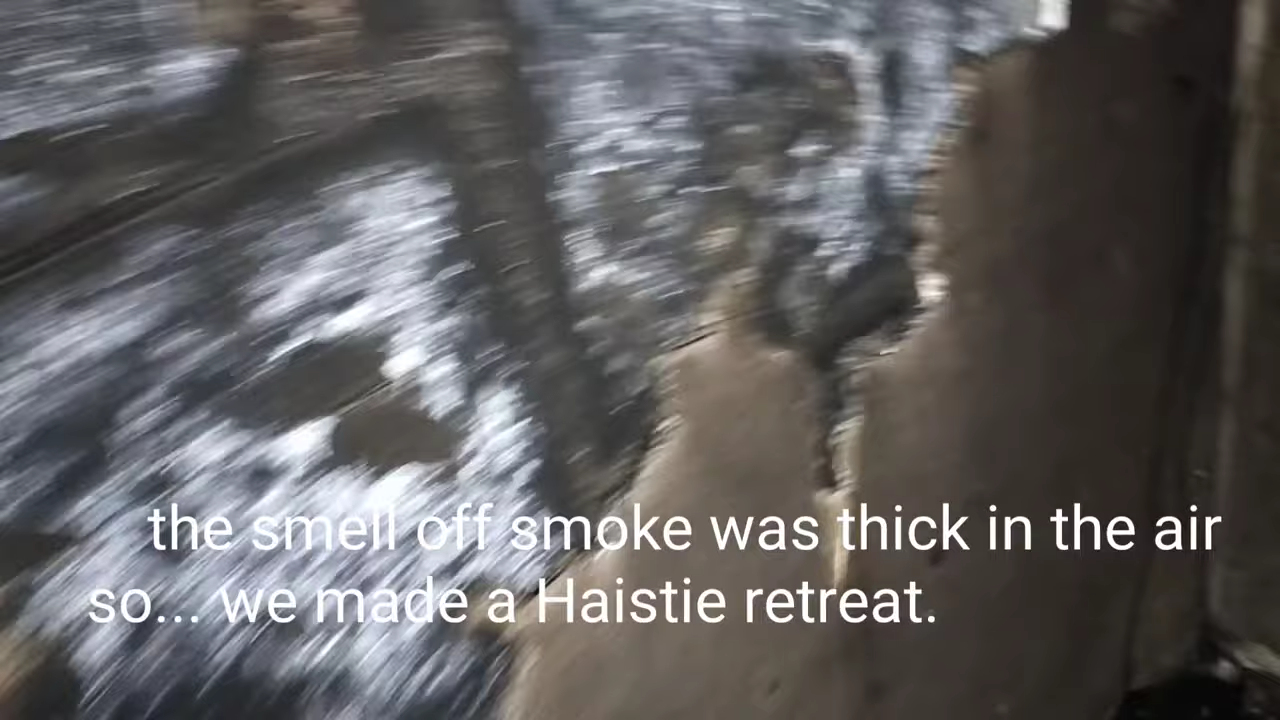 the smell off smoke was thick in the air
so... we made a Haistie retreat.